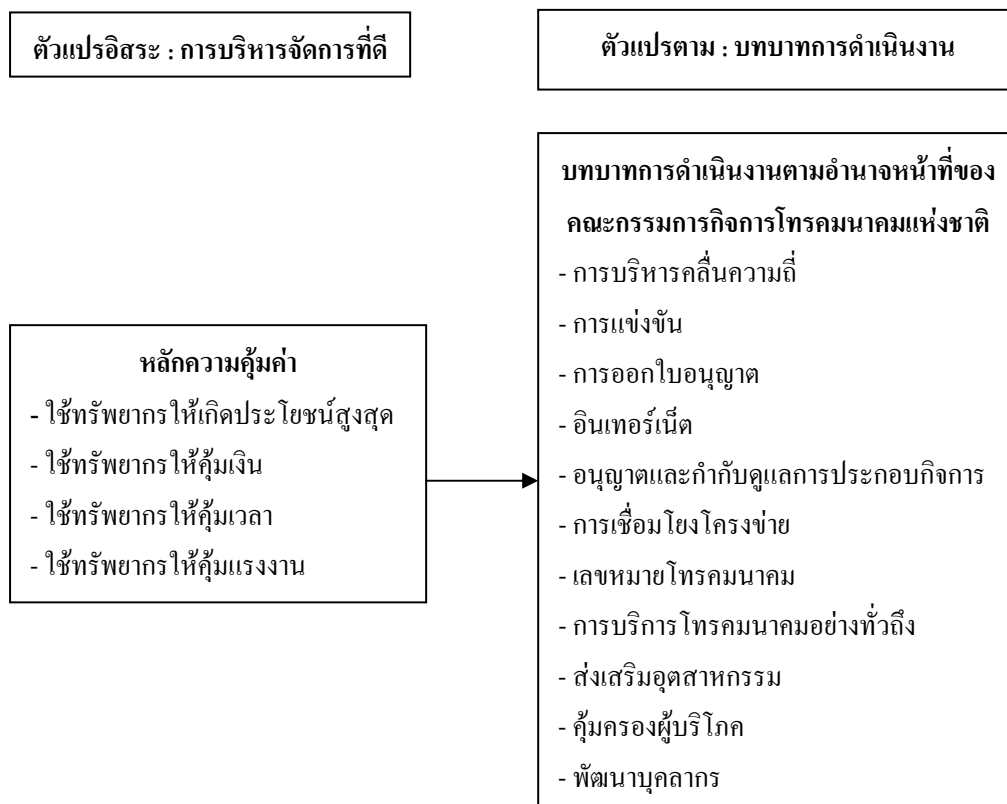 ตัวแปรอิสระ : การบริหารจัดการที่ดี
ตัวแปรตาม : บทบาทการดำเนินงาน
หลักความคุ้มค่า
- ใช้ทรัพยากรให้เกิดประโยชน์สูงสุด
- ใช้ทรัพยากรให้คุ้มเงิน
- ใช้ทรัพยากรให้คุ้มเวลา
- ใช้ทรัพยากรให้คุ้มแรงงาน
บทบาทการดำเนินงานตามอำนาจหน้าที่ของ
คณะกรรมการกิจการโทรคมนาคมแห่งชาติ
- การบริหารคลื่นความถี่
- การแข่งขัน
- การออกใบอนุญาต
- อินเทอร์เน็ต
- อนุญาตและกำกับดูแลการประกอบกิจการ
- การเชื่อมโยงโครงข่าย
- เลขหมายโทรคมนาคม
- การบริการโทรคมนาคมอย่างทั่วถึง
- ส่งเสริมอุตสาหกรรม
- คุ้มครองผู้บริโภค
- พัฒนาบุคลากร